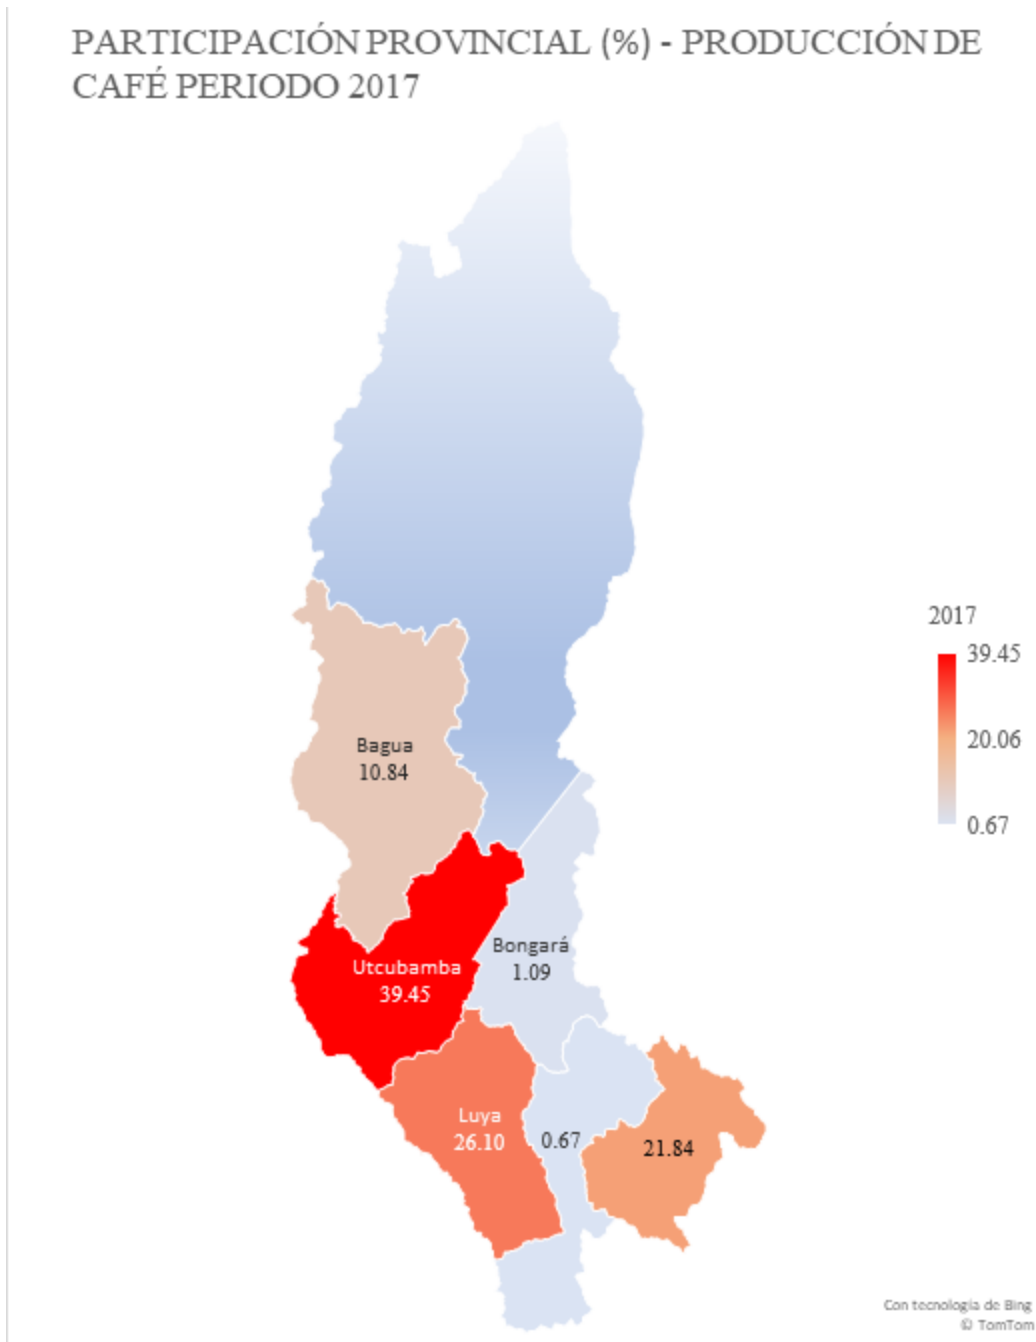 PARTICIPACIÓN PROVINCIAL (%) - PRODUCCIÓN DE
CAFÉ PERIODO 2017
2017
39.45
20.06
0.67
Bagua
10.84
Bongará
1.09
Utcubamba
39.45
Luya
26.10
0.67
21.84
Con tecnología de Bing
© TomTom